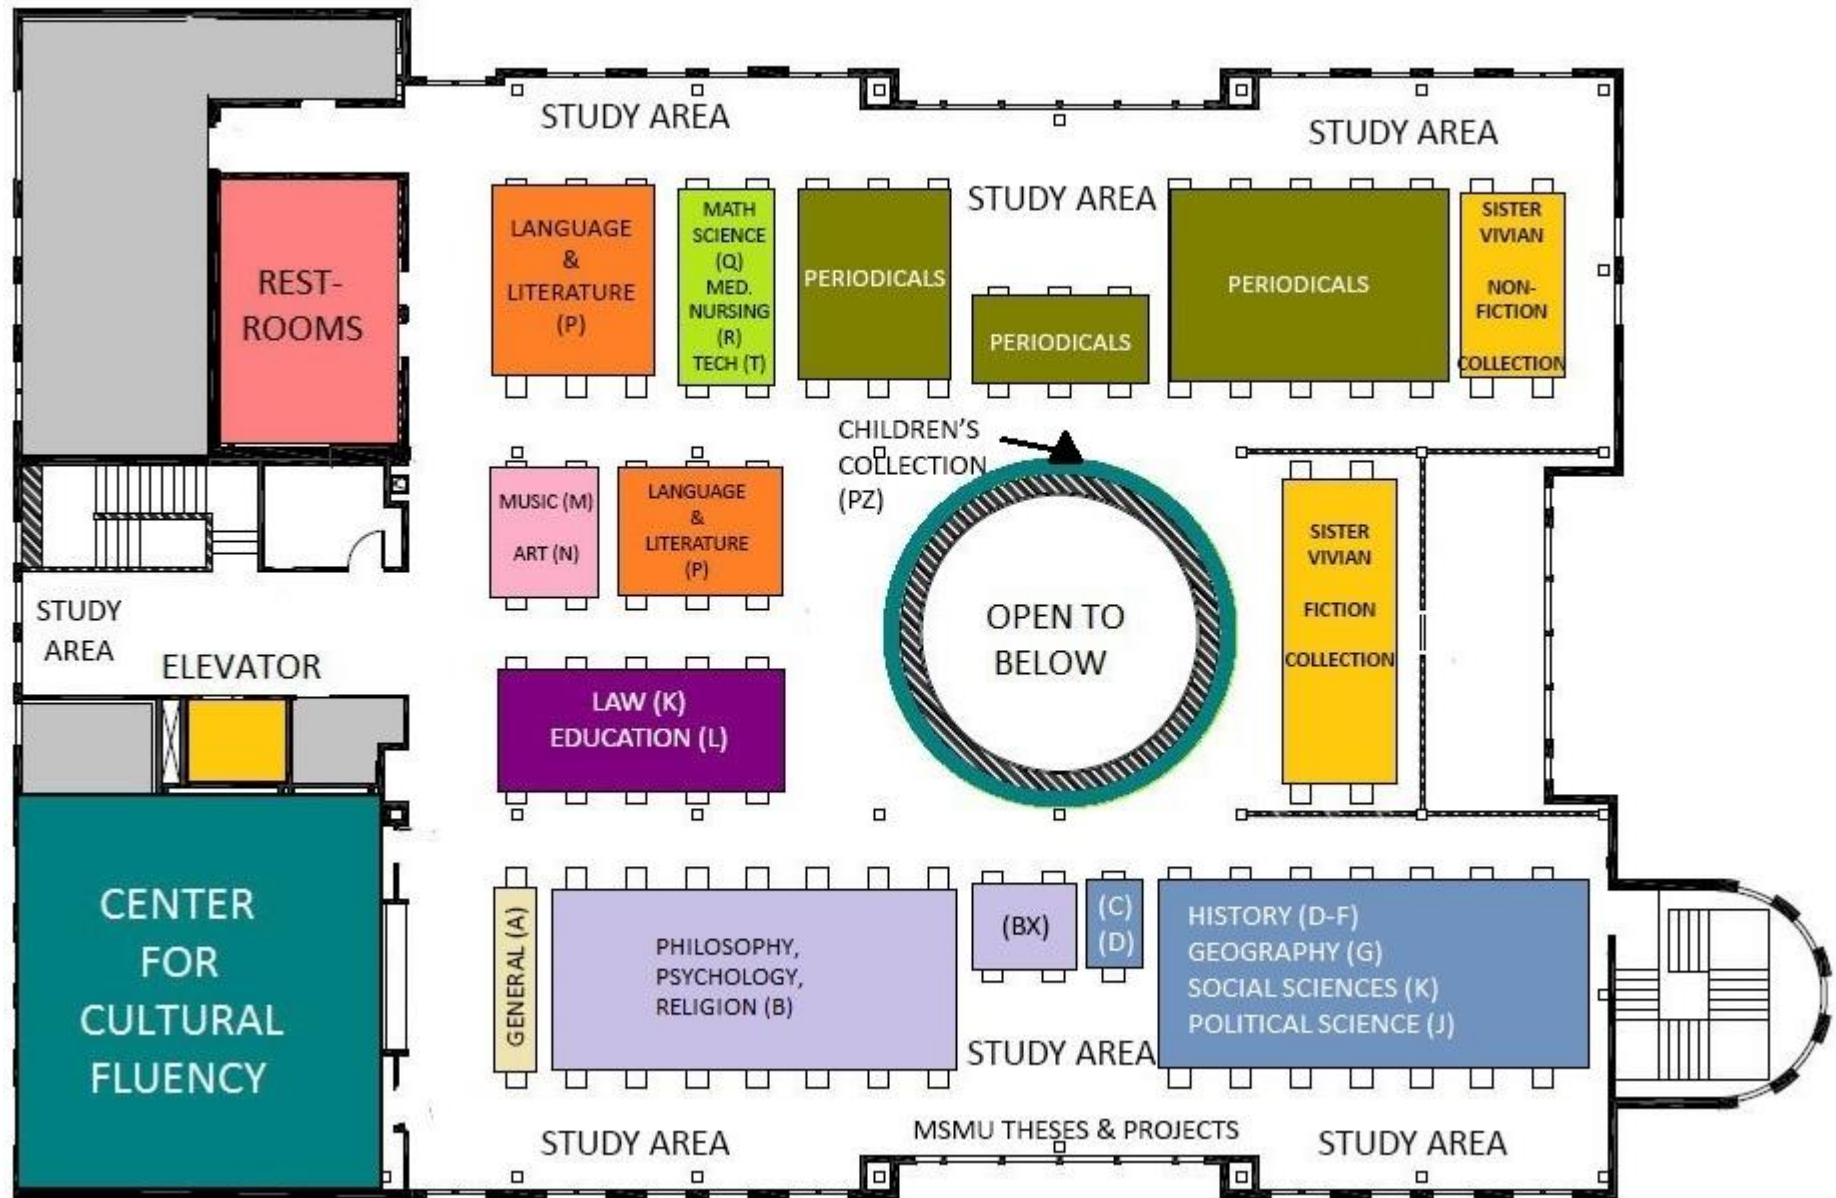 STUDY AREA
STUDY AREA
STUDY AREA
REST-
ROOMS
LANGUAGE
&
LITERATURE
(P)
MATH
SCIENCE
(Q)
MED.
NURSING
(R)
TECH (T)
PERIODICALS
PERIODICALS
PERIODICALS
SISTER
VIVIAN
NON-
FICTION
COLLECTION
CHILDREN'S
COLLECTION
(PZ)
MUSIC (M)
ART (N)
LANGUAGE
&
LITERATURE
(P)
OPEN TO
BELOW
SISTER
VIVIAN
FICTION
COLLECTION
STUDY
AREA
ELEVATOR
LAW (K)
EDUCATION (L)
CENTER
FOR
CULTURAL
FLUENCY
GENERAL (A)
PHILOSOPHY,
PSYCHOLOGY,
RELIGION (B)
(BX)
(C)
(D)
HISTORY (D-F)
GEOGRAPHY (G)
SOCIAL SCIENCES (K)
POLITICAL SCIENCE (J)
STUDY AREA
STUDY AREA
MSMU THESES & PROJECTS
STUDY AREA